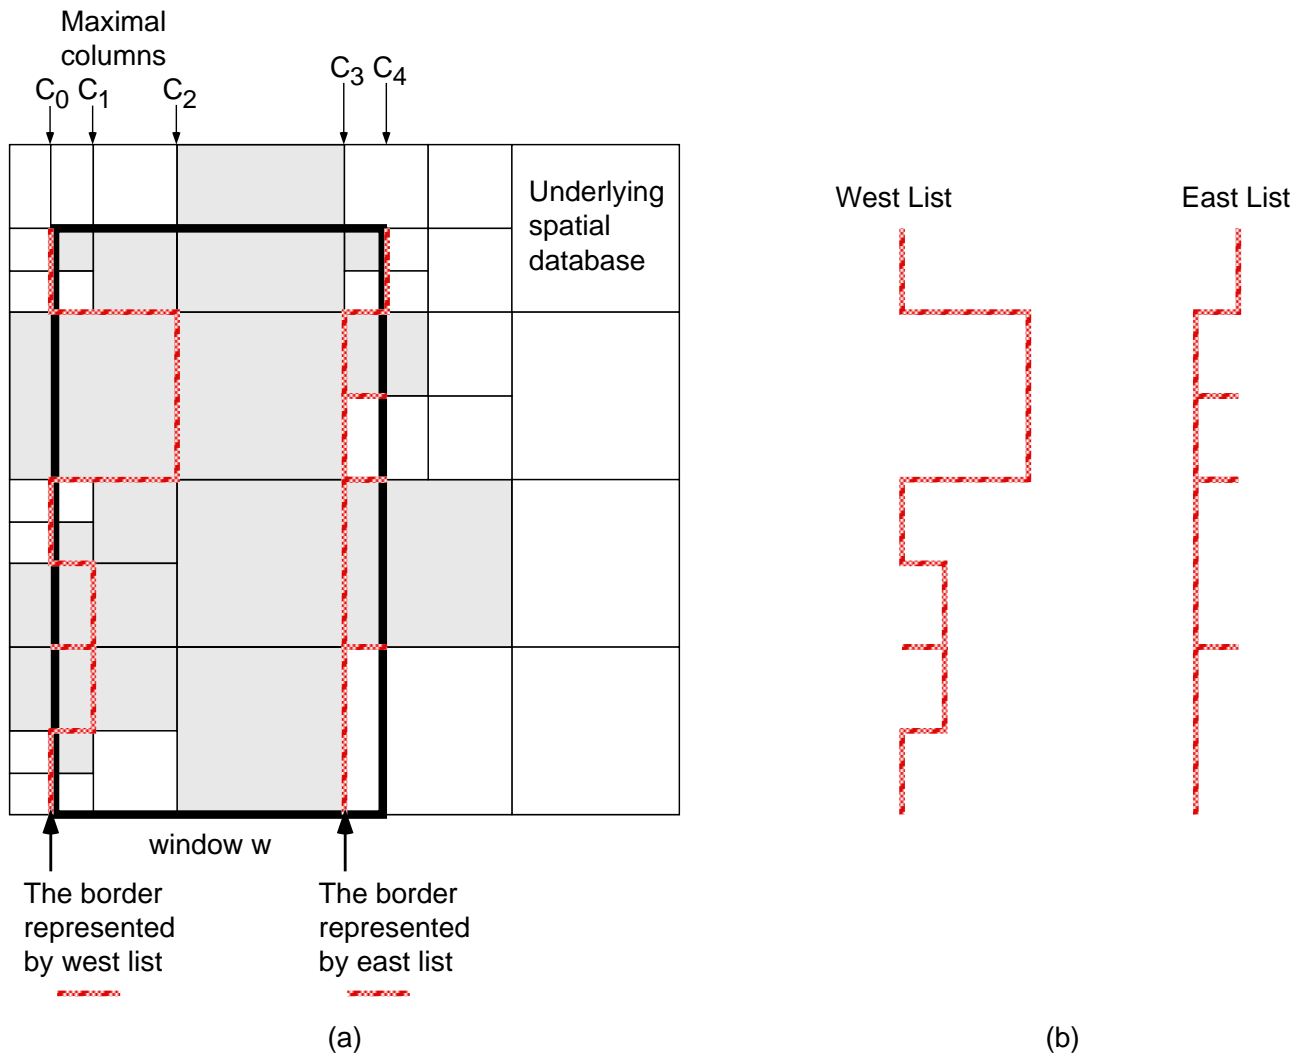 Maximal
columns
C0 C1 C2 C3 C4
Underlying
spatial
database
West List
East List
window w
The border
represented
by west list
The border
represented
by east list
(a)
(b)